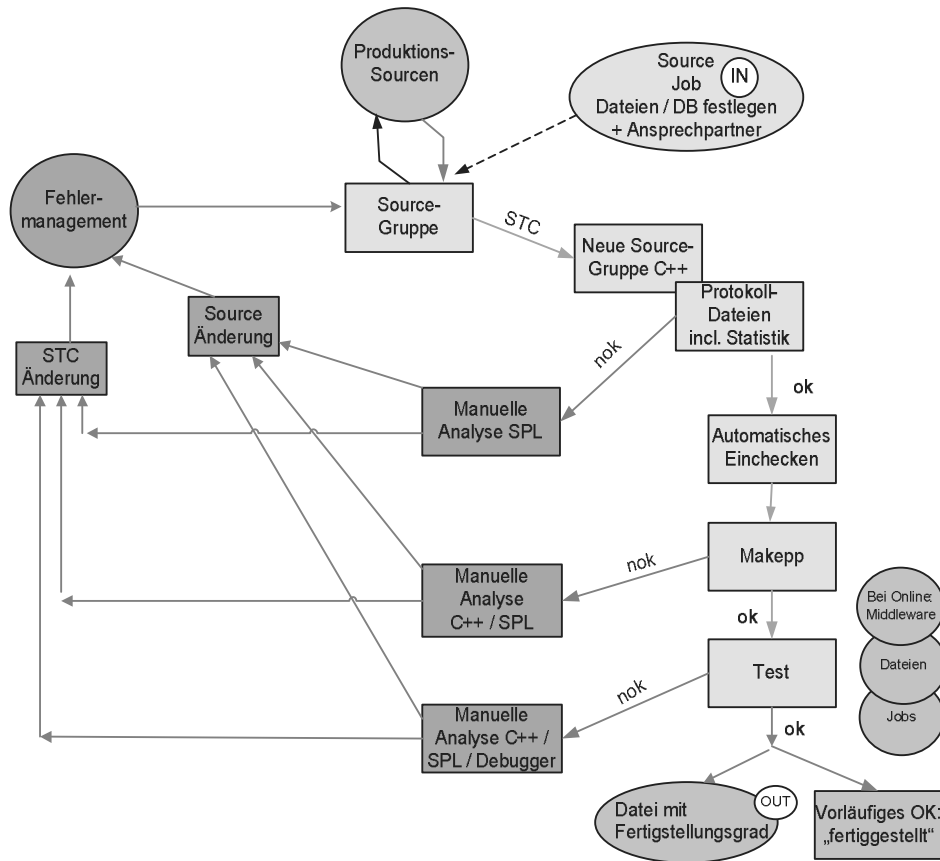 Produktions-
Sourcen
Source
Job
IN
Dateien / DB festlegen
+ Ansprechpartner
Fehler-
management
Source-
Gruppe
STC
Neue Source-
Gruppe C++
Protokoll-
Dateien
incl. Statistik
Source
Änderung
STC
Änderung
nok
ok
Manuelle
Analyse SPL
Automatisches
Einchecken
Makepp
nok
Manuelle
Analyse
C++ / SPL
ok
Bei Online:
Middleware
Dateien
Jobs
Test
nok
Manuelle
Analyse C++ /
SPL / Debugger
ok
Datei mit
Fertigstellungsgrad
OUT
Vorläufiges OK:
„fertiggestellt“